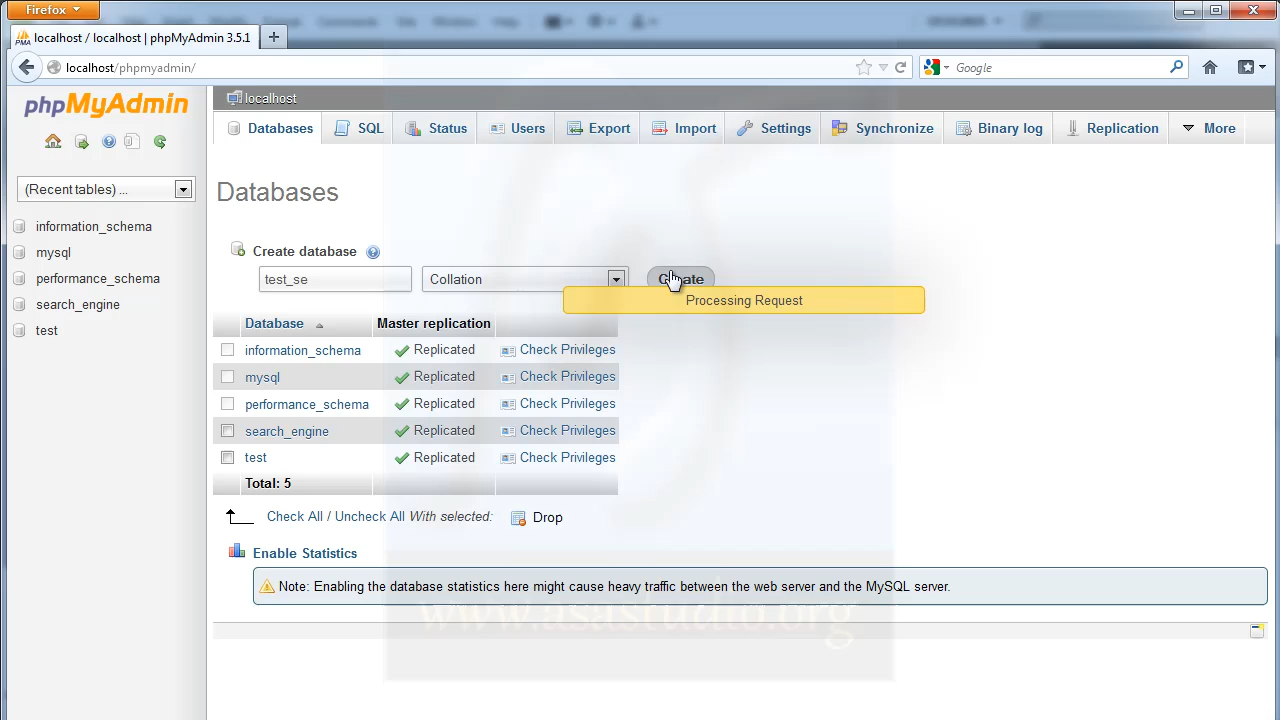 Firefox
localhost / localhost | phpMyAdmin 3.5.1
localhost/phpmyadmin/
Google
phpMyAdmin
localhost
Databases SQL Status Users Export Import Settings Synchronize Binary log Replication More
(Recent tables) ...
information_schema
mysql
performance_schema
search_engine
test
Databases
Create database
test_se Collation Create
Processing Request
Database Master replication
information_schema Replicated Check Privileges
mysql Replicated Check Privileges
performance_schema Replicated Check Privileges
search_engine Replicated Check Privileges
test Replicated Check Privileges
Total: 5
Check All / Uncheck All With selected: Drop
Enable Statistics
Note: Enabling the database statistics here might cause heavy traffic between the web server and the MySQL server.
www.asastudio.org